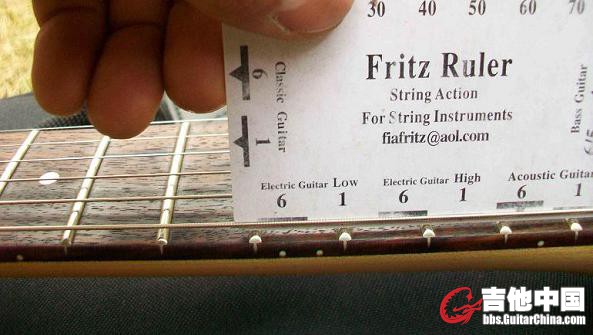 30 40 50 60 70
Fritz Ruler
String Action
For String Instruments
fiafritz@aol.com
Classic Guitar
6 1
Bass Guitar
Electric Guitar Low
6 1
Electric Guitar High
6 1
Acoustic Guitar
6 1
吉他中国
bbs.GuitarChina.com